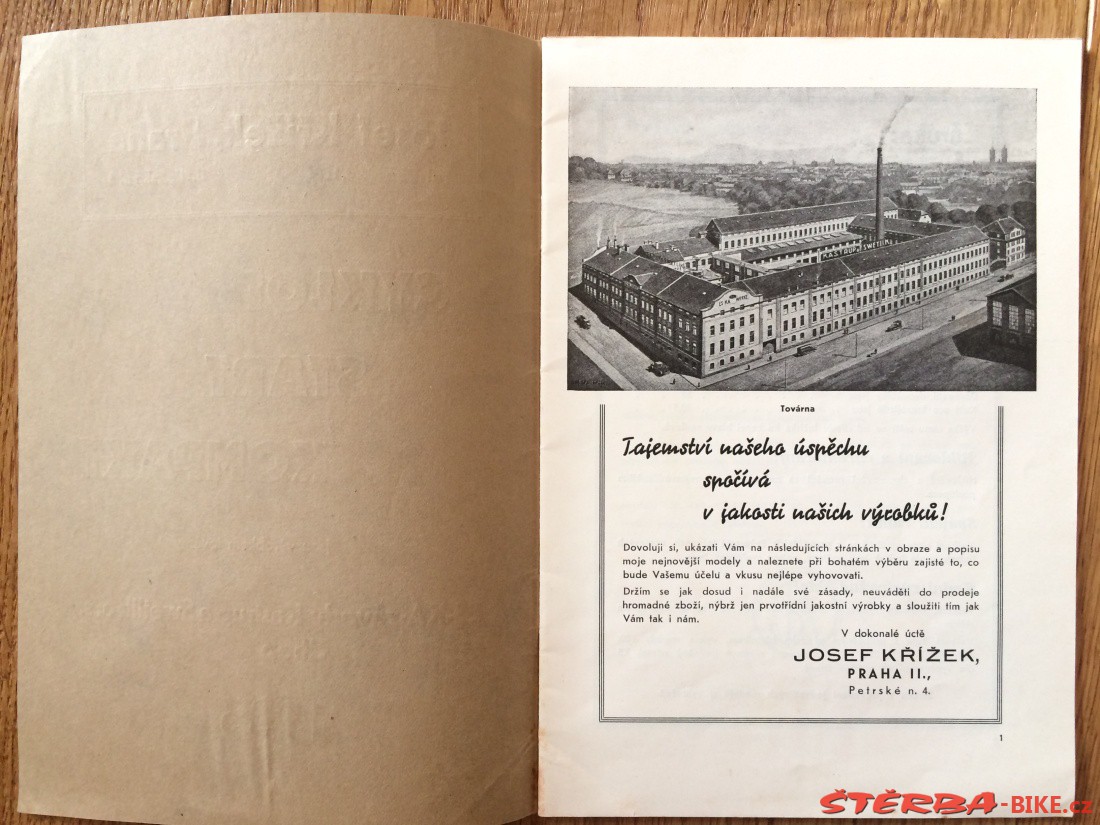 KASTRUP & SWETLIK
Továrna
Tajemství našeho úspěchu
spočívá
v jakosti našich výrobků!
Dovoluji si, ukázati Vám na následujících stránkách v obraze a popisu
moje nejnovější modely a naleznete při bohatém výběru zajisté to, co
bude Vašemu účelu a vkusu nejlépe vyhovovati.
Držím se jak dosud i nadále své zásady, neuváděti do prodeje
hromadné zboží, nýbrž jen prvotřídní jakostní výrobky a sloužiti tím jak
Vám tak i nám.
V dokonalé úctě
JOSEF KŘÍŽEK,
PRAHA II.,
Petrské n. 4.
1
ŠTĚRBA-BIKE.cz